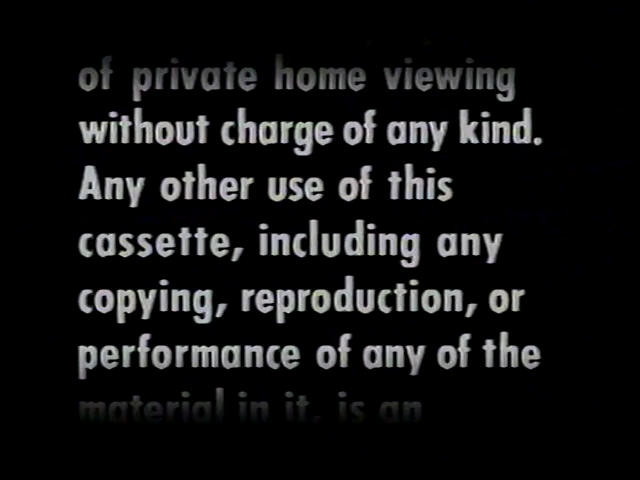 of private home viewing
without charge of any kind.
Any other use of this
cassette, including any
copying, reproduction, or
performance of any of the
material in it, is an